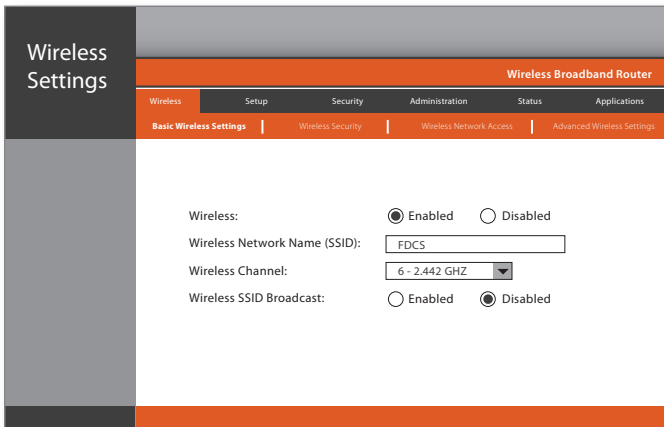 Wireless
Settings
Wireless Broadband Router
Wireless Setup Security Administration Status Applications
Basic Wireless Settings Wireless Security Wireless Network Access Advanced Wireless Settings
Wireless: Enabled Disabled
Wireless Network Name (SSID): FDCS
Wireless Channel: 6 - 2.442 GHZ
Wireless SSID Broadcast: Enabled Disabled